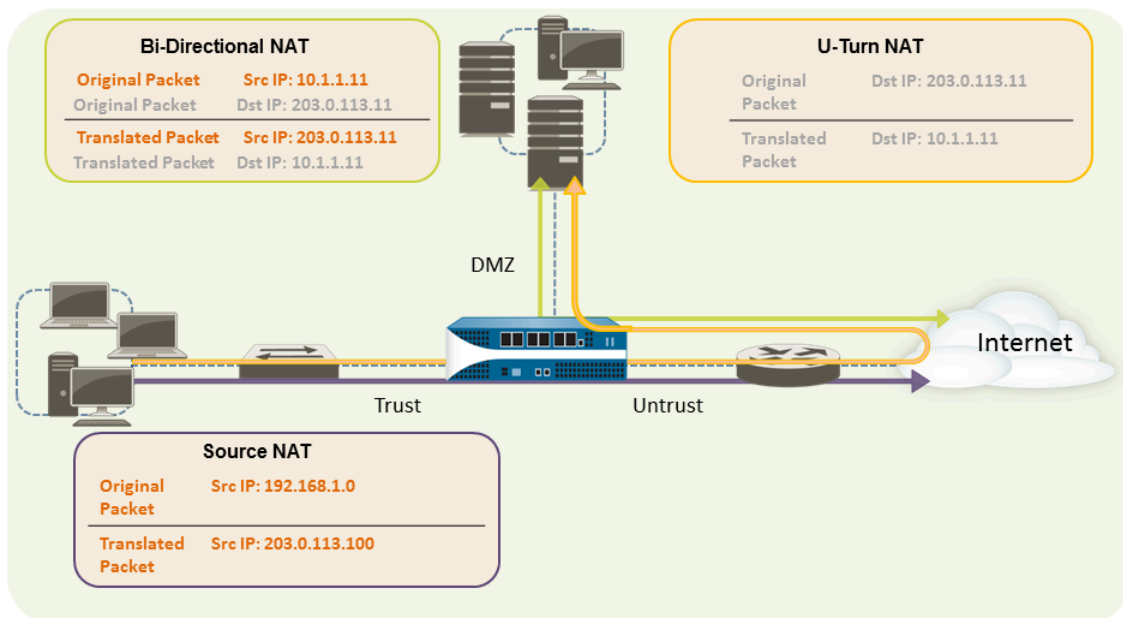 Bi-Directional NAT
Original Packet Src IP: 10.1.1.11
Original Packet Dst IP: 203.0.113.11
Translated Packet Src IP: 203.0.113.11
Translated Packet Dst IP: 10.1.1.11
U-Turn NAT
Original Dst IP: 203.0.113.11
Packet
Translated Dst IP: 10.1.1.11
Packet
DMZ
Internet
Trust
Untrust
Source NAT
Original Src IP: 192.168.1.0
Packet
Translated Src IP: 203.0.113.100
Packet